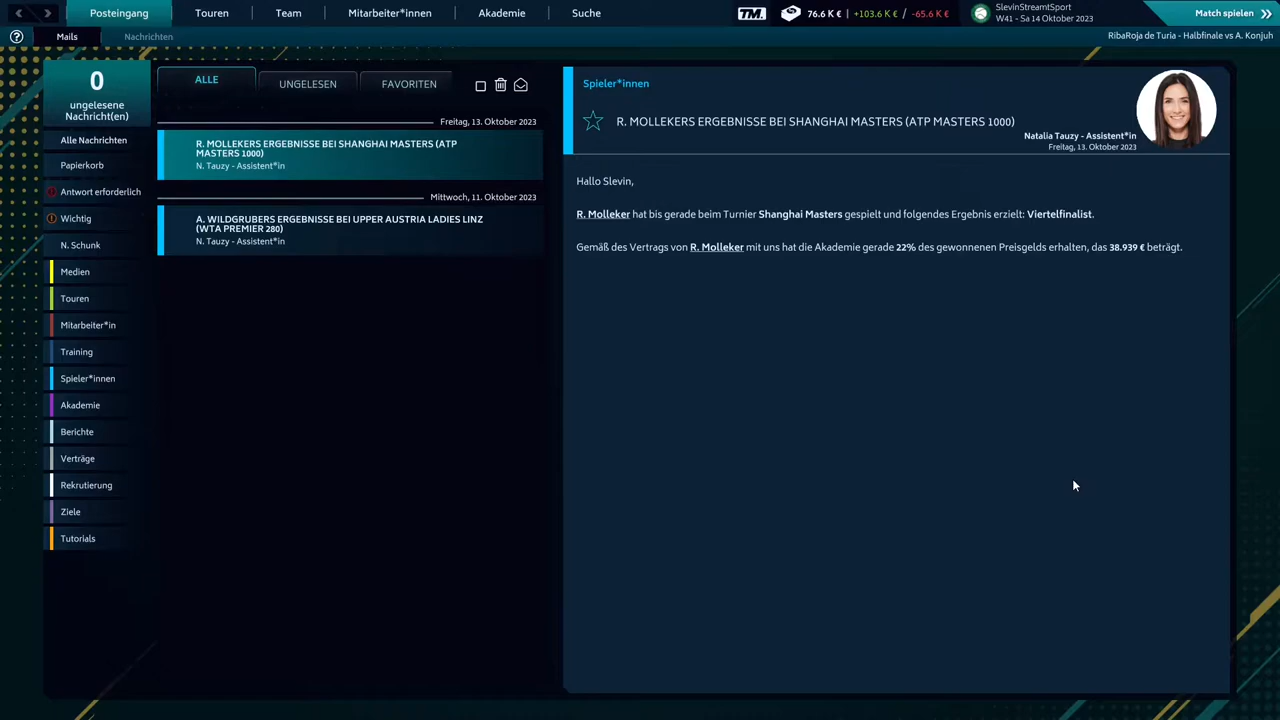 Posteingang
Touren
Team
Mitarbeiter*innen
Akademie
Suche
TM.
76.6 K € | +103.6 K € / -65.6 K €
SlevinStreamtSport
W41 - Sa 14 Oktober 2023
Match spielen
Mails
Nachrichten
RibaRoja de Turia - Halbfinale vs A. Konjuh
0
ungelesene
Nachricht(en)
Alle Nachrichten
Papierkorb
Antwort erforderlich
Wichtig
N. Schunk
Medien
Touren
Mitarbeiter*in
Training
Spieler*innen
Akademie
Berichte
Verträge
Rekrutierung
Ziele
Tutorials
ALLE
UNGELESEN
FAVORITEN
Freitag, 13. Oktober 2023
R. MOLLEKERS ERGEBNISSE BEI SHANGHAI MASTERS (ATP
MASTERS 1000)
N. Tauzy - Assistent*in
Mittwoch, 11. Oktober 2023
A. WILDGRUBERS ERGEBNISSE BEI UPPER AUSTRIA LADIES LINZ
(WTA PREMIER 280)
N. Tauzy - Assistent*in
Spieler*innen
R. MOLLEKERS ERGEBNISSE BEI SHANGHAI MASTERS (ATP MASTERS 1000)
Natalia Tauzy - Assistent*in
Freitag, 13. Oktober 2023
Hallo Slevin,
R. Molleker hat bis gerade beim Turnier Shanghai Masters gespielt und folgendes Ergebnis erzielt: Viertelfinalist.
Gemäß des Vertrags von R. Molleker mit uns hat die Akademie gerade 22% des gewonnenen Preisgelds erhalten, das 38.939 € beträgt.